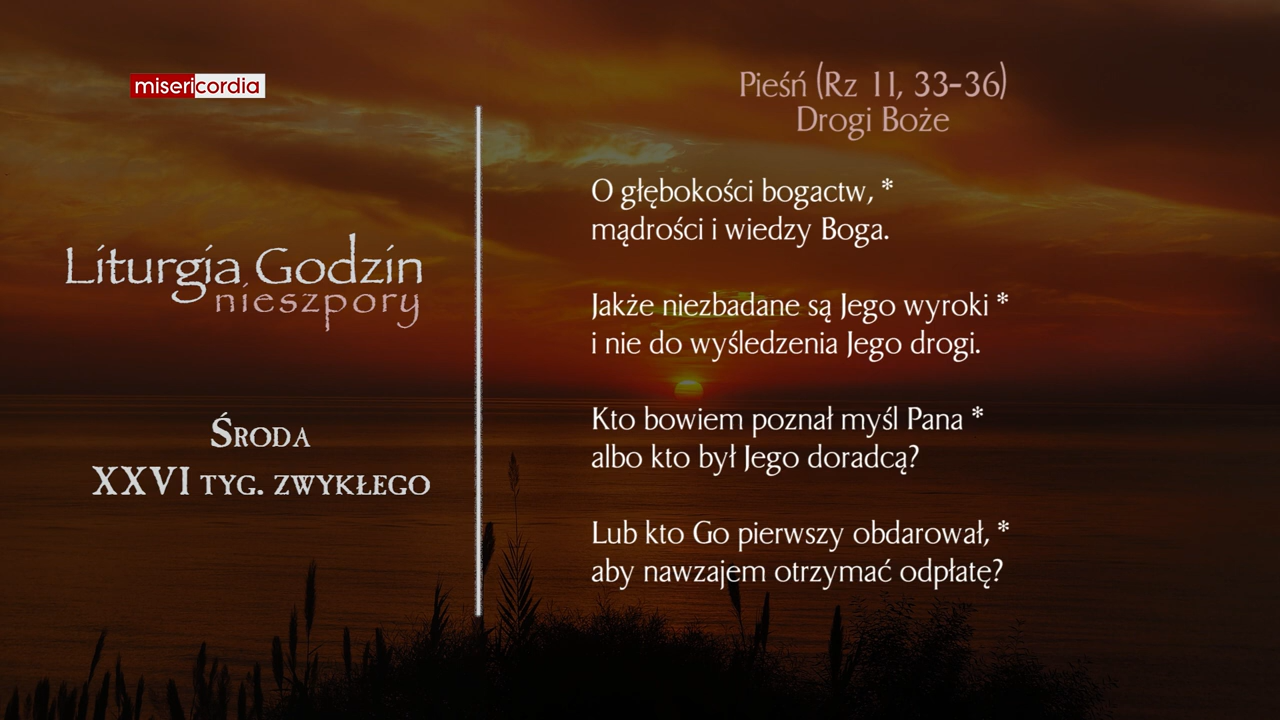 misericordia
Liturgia Godzin
nieszpory
Środa
XXVI tyg. zwykłego
Pieśń (Rz 11, 33-36)
Drogi Boże
O głębokości bogactw, *
mądrości i wiedzy Boga.
Jakże niezbadane są Jego wyroki *
i nie do wyśledzenia Jego drogi.
Kto bowiem poznał myśl Pana *
albo kto był Jego doradcą?
Lub kto Go pierwszy obdarował, *
aby nawzajem otrzymać odpłatę?